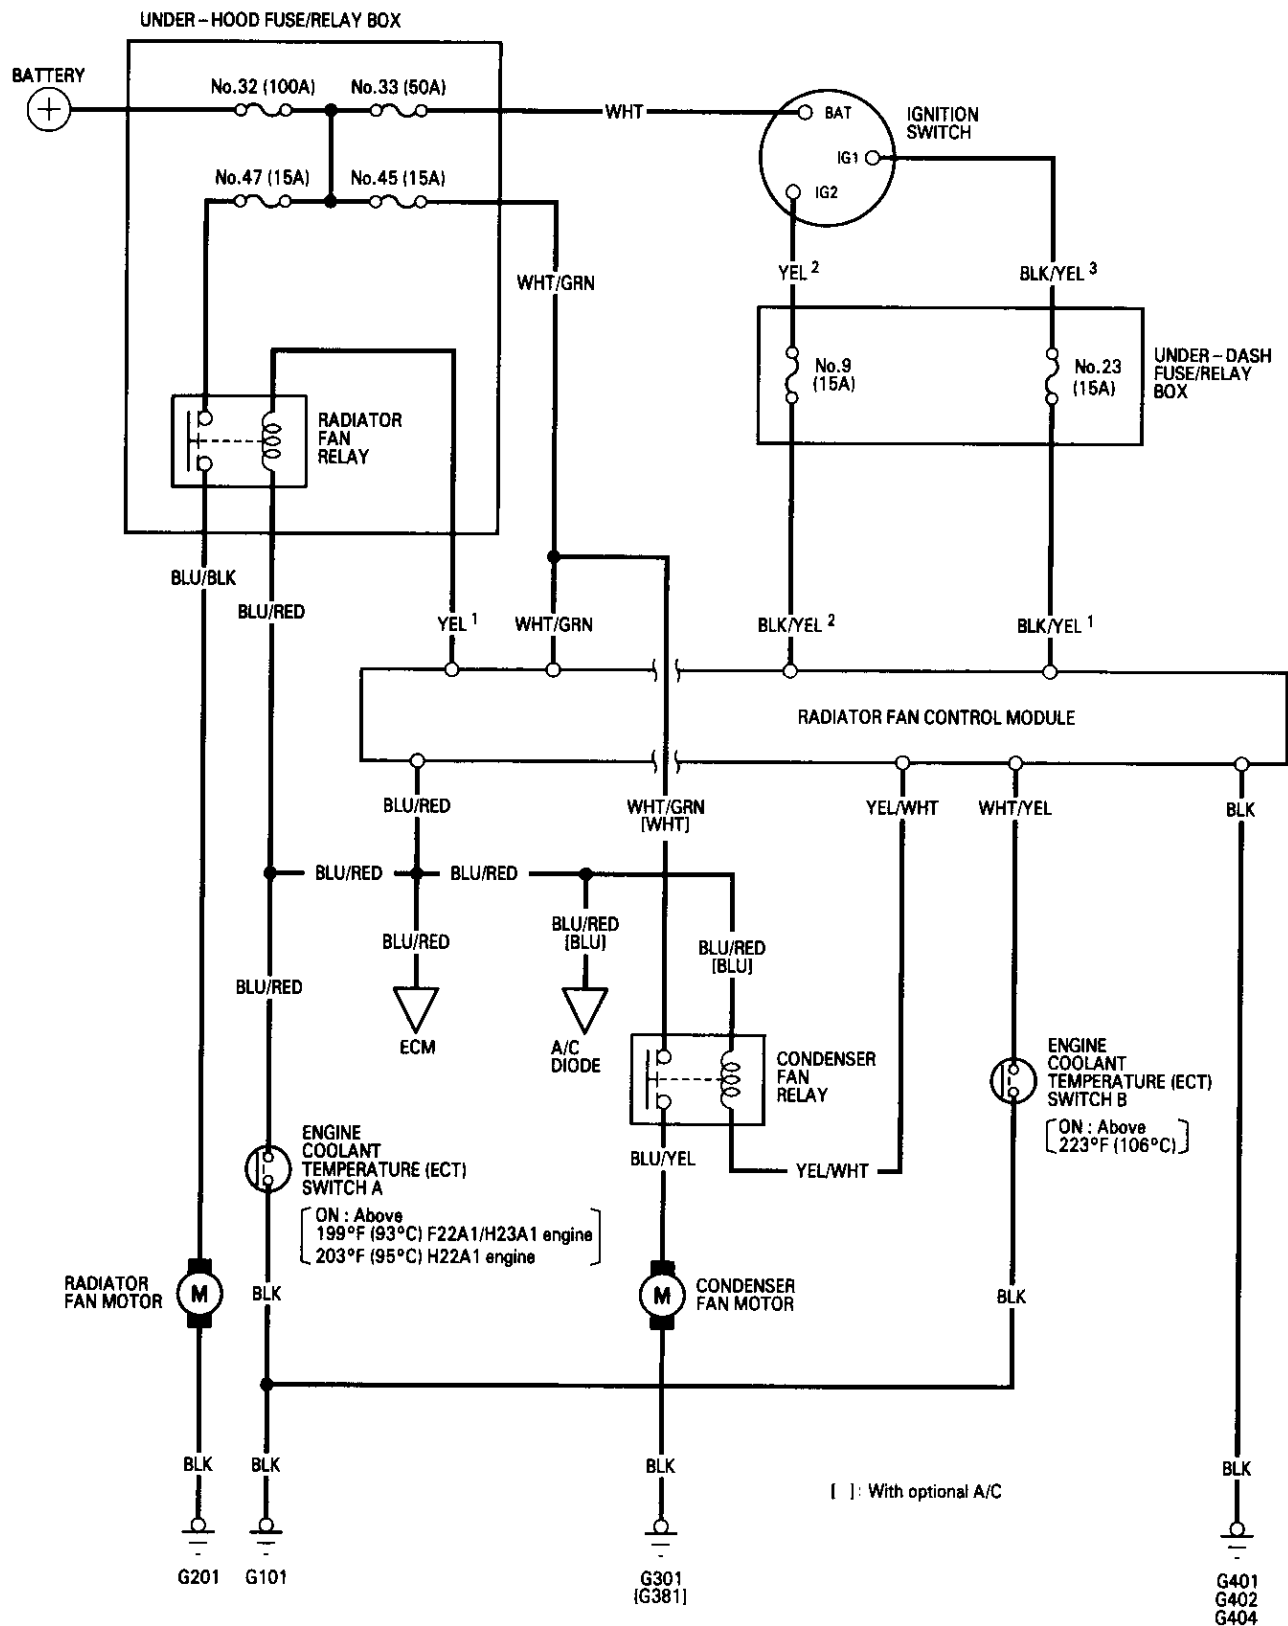 UNDER-HOOD FUSE/RELAY BOX
BATTERY
No.32 (100A)
No.33 (50A)
WHT
BAT
IGNITION
SWITCH
IG1
No.47 (15A)
No.45 (15A)
IG2
WHT/GRN
YEL 2
BLK/YEL 3
No.9
(15A)
No.23
(15A)
UNDER-DASH
FUSE/RELAY
BOX
RADIATOR
FAN
RELAY
BLU/BLK
BLU/RED
YEL 1
WHT/GRN
BLK/YEL 2
BLK/YEL 1
RADIATOR FAN CONTROL MODULE
BLU/RED
WHT/GRN
[WHT]
YEL/WHT
WHT/YEL
BLK
BLU/RED
BLU/RED
BLU/RED
BLU/RED
[BLU]
BLU/RED
[BLU]
BLU/RED
ECM
A/C
DIODE
CONDENSER
FAN
RELAY
ENGINE
COOLANT
TEMPERATURE (ECT)
SWITCH B
ON : Above
223°F (106°C)
ENGINE
COOLANT
TEMPERATURE (ECT)
SWITCH A
ON : Above
199°F (93°C) F22A1/H23A1 engine
203°F (95°C) H22A1 engine
BLU/YEL
YEL/WHT
RADIATOR
FAN MOTOR
M
BLK
M
CONDENSER
FAN MOTOR
BLK
BLK
BLK
BLK
BLK
[ ] : With optional A/C
G201
G101
G301
[G381]
G401
G402
G404